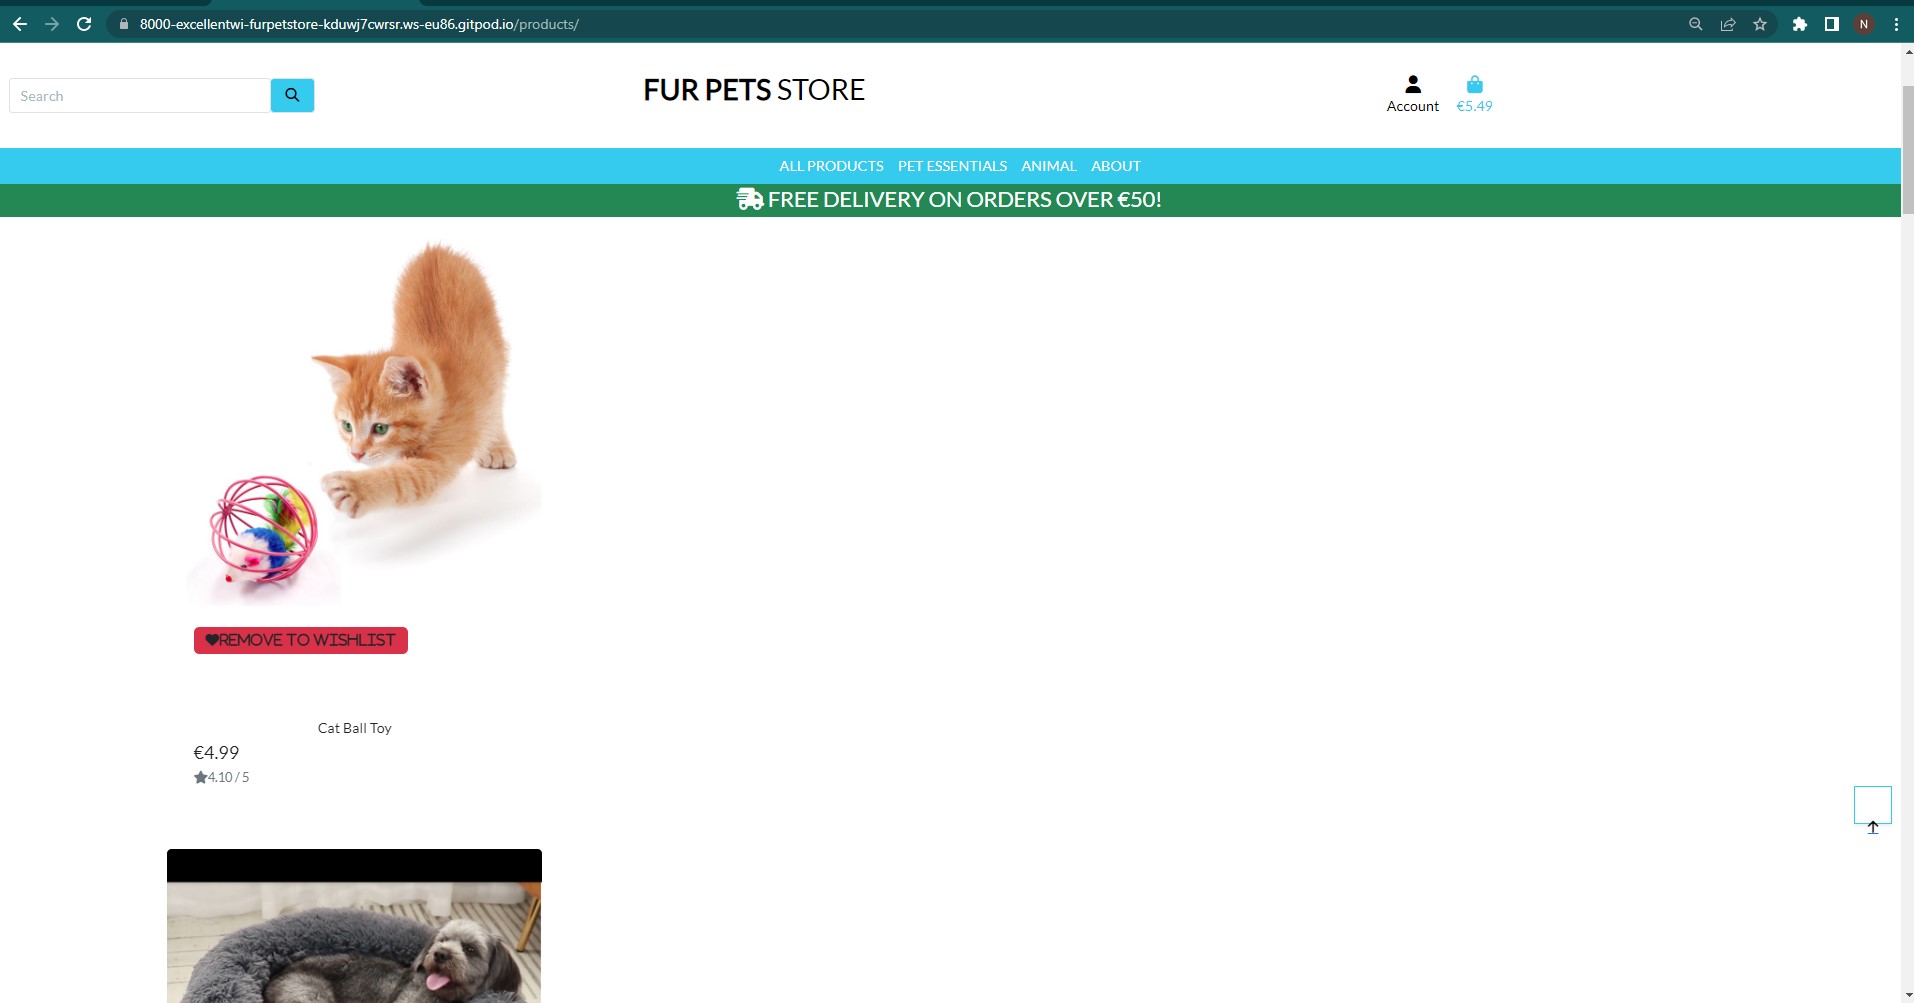 8000-excellentwi-furpetstore-kduwj7cwrsr.ws-eu86.gitpod.io/products/
N
Search
FUR PETS STORE
Account
€5.49
ALL PRODUCTS PET ESSENTIALS ANIMAL ABOUT
FREE DELIVERY ON ORDERS OVER €50!
REMOVE TO WISHLIST
Cat Ball Toy
€4.99
4.10 / 5